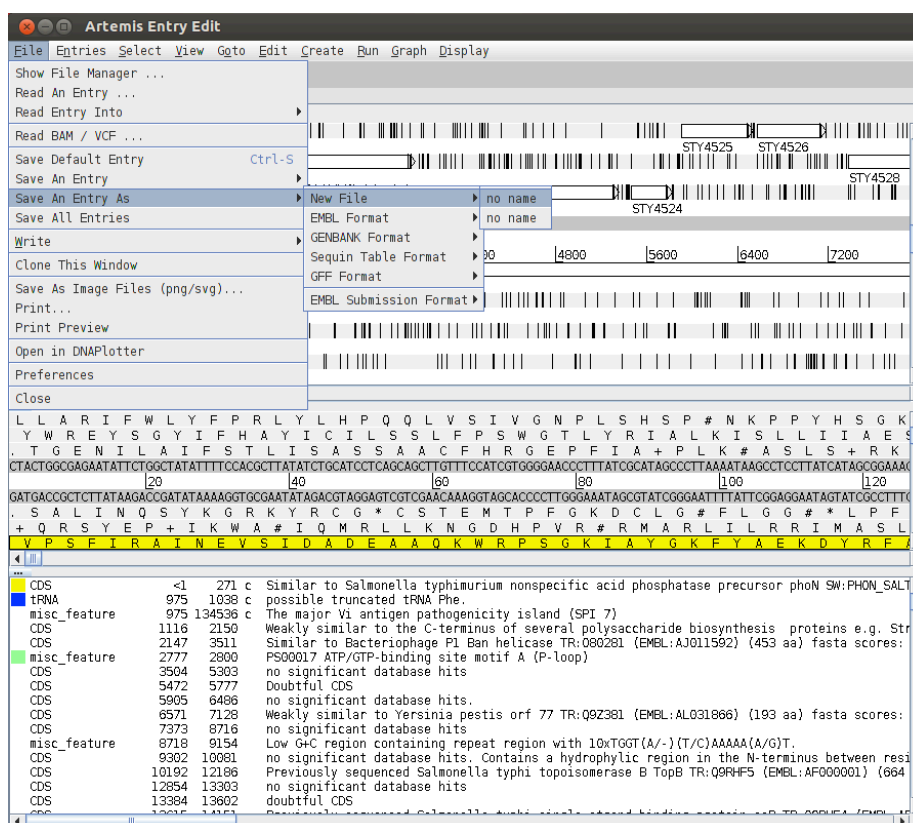 Artemis Entry Edit
File Entries Select View Goto Edit Create Run Graph Display
Show File Manager ...
Read An Entry ...
Read Entry Into
Read BAM / VCF ...
Save Default Entry Ctrl-S
Save An Entry
Save An Entry As
Save All Entries
Write
Clone This Window
Save As Image Files (png/svg)...
Print...
Print Preview
Open in DNAPlotter
Preferences
Close
New File
EMBL Format
GENBANK Format
Sequin Table Format
GFF Format
EMBL Submission Format
no name
no name
STY4525 STY4526
STY4528
STY4524
4800 5600 6400 7200
L L A R I F W L Y F P R L Y L H P Q Q L V S I V G N P L S H S P # N K P P Y H S G K
Y W R E Y S G Y I F H A Y I C I L S S L F P S W G T L Y R I A L K I S L L I I A E S
. T G E N I L A I F S T L I S A S S A C F H R G E P F I A + P L K # A S L S + R K
20 40 60 80 100 120
. S A L I N Q S Y K G R K Y R C G * C S T E M T P F G K D C L G # F L G G # * L P F
+ Q R S Y E P + I K W A # I Q M R L L K N G D H P V R # R M A R L I L R R I M A S L
V P S F I R A I N E V S I D A D E A A Q K W R P S G K I A Y G K F Y A E K D Y R F A
CDS <1 271 c Similar to Salmonella typhimurium nonspecific acid phosphatase precursor phoN SW:PHON_SALT
tRNA 975 1038 c possible truncated tRNA Phe.
misc_feature 975 134536 c The major Vi antigen pathogenicity island (SPI 7)
CDS 1116 2150 Weakly similar to the C-terminus of several polysaccharide biosynthesis proteins e.g. Str
CDS 2147 3511 Similar to Bacteriophage P1 Ban helicase TR:O80281 (EMBL:AJ011592) (453 aa) fasta scores:
misc_feature 2777 2800 PS00017 ATP/GTP-binding site motif A (P-loop)
CDS 3504 5303 no significant database hits
CDS 5472 5777 Doubtful CDS
CDS 5905 6486 no significant database hits.
CDS 6571 7128 Weakly similar to Yersinia pestis orf 77 TR:Q9Z381 (EMBL:AL031866) (193 aa) fasta scores:
CDS 7373 8716 no significant database hits
misc_feature 8718 9154 Low G+C region containing repeat region with 10xTGGT(A/-)(T/C)AAAAA(A/G)T.
CDS 9302 10081 no significant database hits. Contains a hydrophylic region in the N-terminus between resi
CDS 10192 12186 Previously sequenced Salmonella typhi topoisomerase B TopB TR:Q9RHF5 (EMBL:AF000001) (664
CDS 12854 13303 no significant database hits
CDS 13384 13602 doubtful CDS